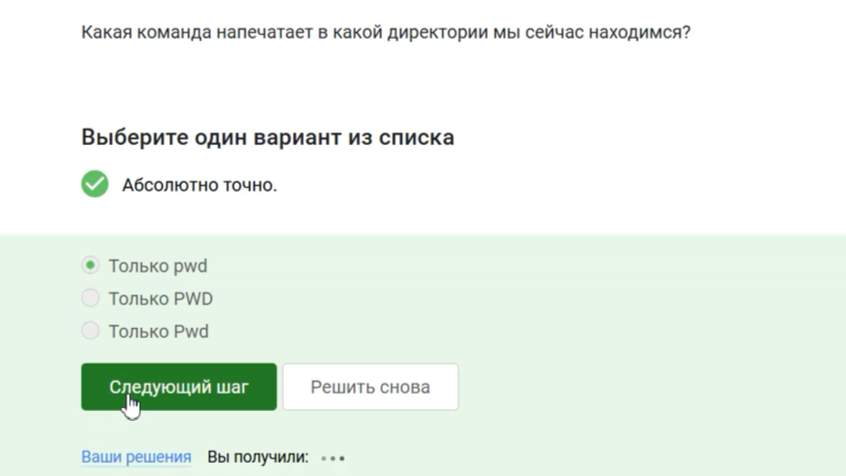 Какая команда напечатает в какой директории мы сейчас находимся?
Выберите один вариант из списка
Абсолютно точно.
Только pwd
Только PWD
Только Pwd
Следующий шаг
Решить снова
Ваши решения Вы получили: